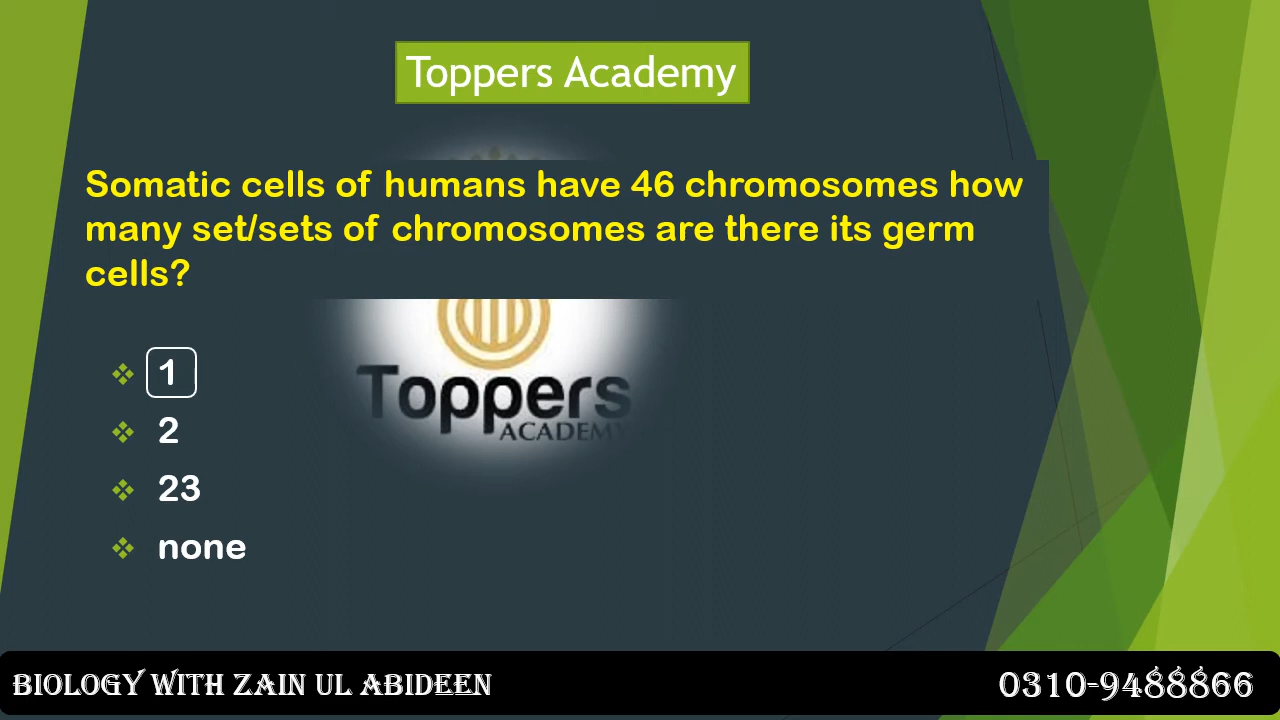 Toppers Academy
Somatic cells of humans have 46 chromosomes how
many set/sets of chromosomes are there its germ
cells?
Toppers
ACADEMY
1
2
23
none
BIOLOGY WITH ZAIN UL ABIDEEN
0310-9488866